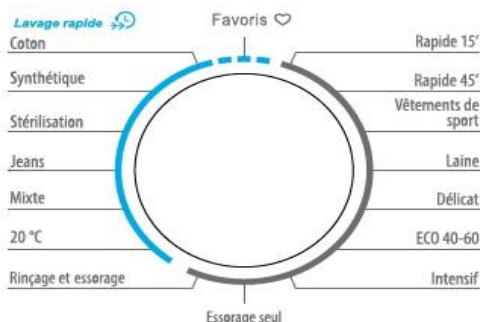 Lavage rapide
Favoris
Coton
Synthétique
Stérilisation
Jeans
Mixte
20 °C
Rinçage et essorage
Essorage seul
Rapide 15'
Rapide 45'
Vêtements de
sport
Laine
Délicat
ECO 40-60
Intensif